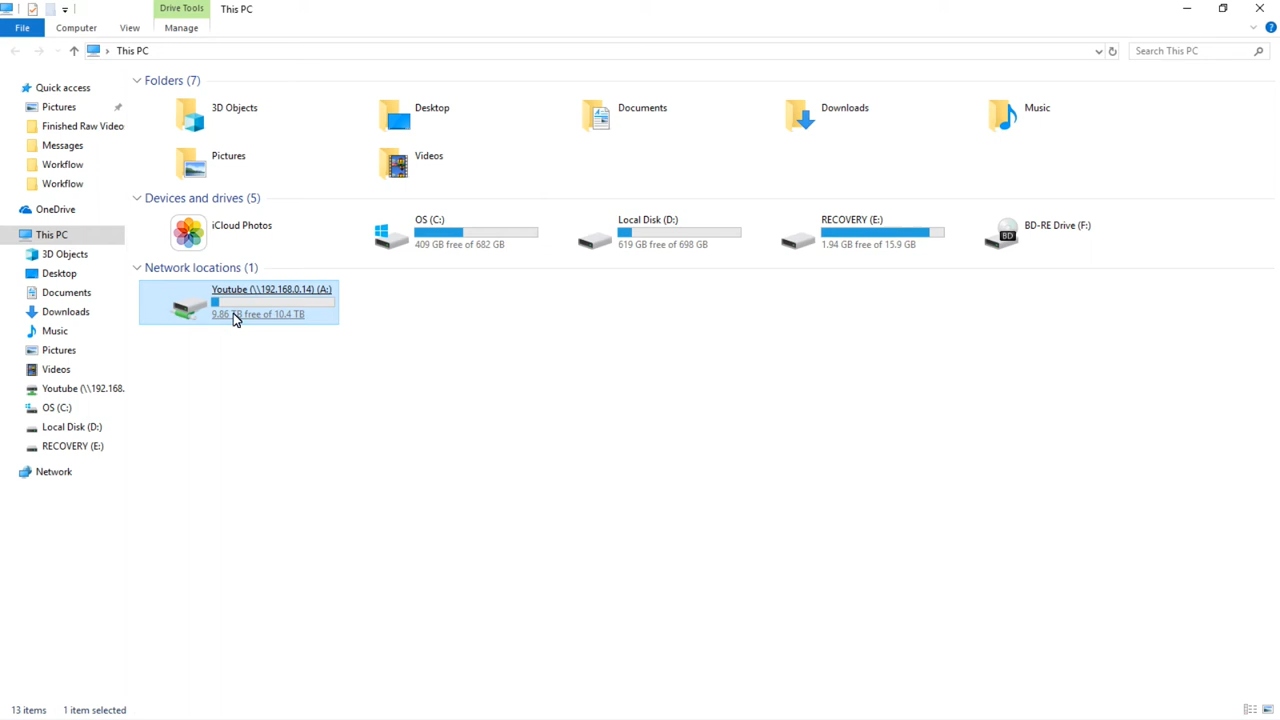 Drive Tools
This PC
File
Computer
View
Manage
This PC
Search This PC
Quick access
Pictures
Finished Raw Video
Messages
Workflow
Workflow
OneDrive
This PC
3D Objects
Desktop
Documents
Downloads
Music
Pictures
Videos
Youtube (\\192.168.
OS (C:)
Local Disk (D:)
RECOVERY (E:)
Network
Folders (7)
3D Objects
Desktop
Documents
Downloads
Music
Pictures
Videos
Devices and drives (5)
iCloud Photos
OS (C:)
409 GB free of 682 GB
Local Disk (D:)
619 GB free of 698 GB
RECOVERY (E:)
1.94 GB free of 15.9 GB
BD
BD-RE Drive (F:)
Network locations (1)
Youtube (\\192.168.0.14) (A:)
9.86 TB free of 10.4 TB
13 items
1 item selected